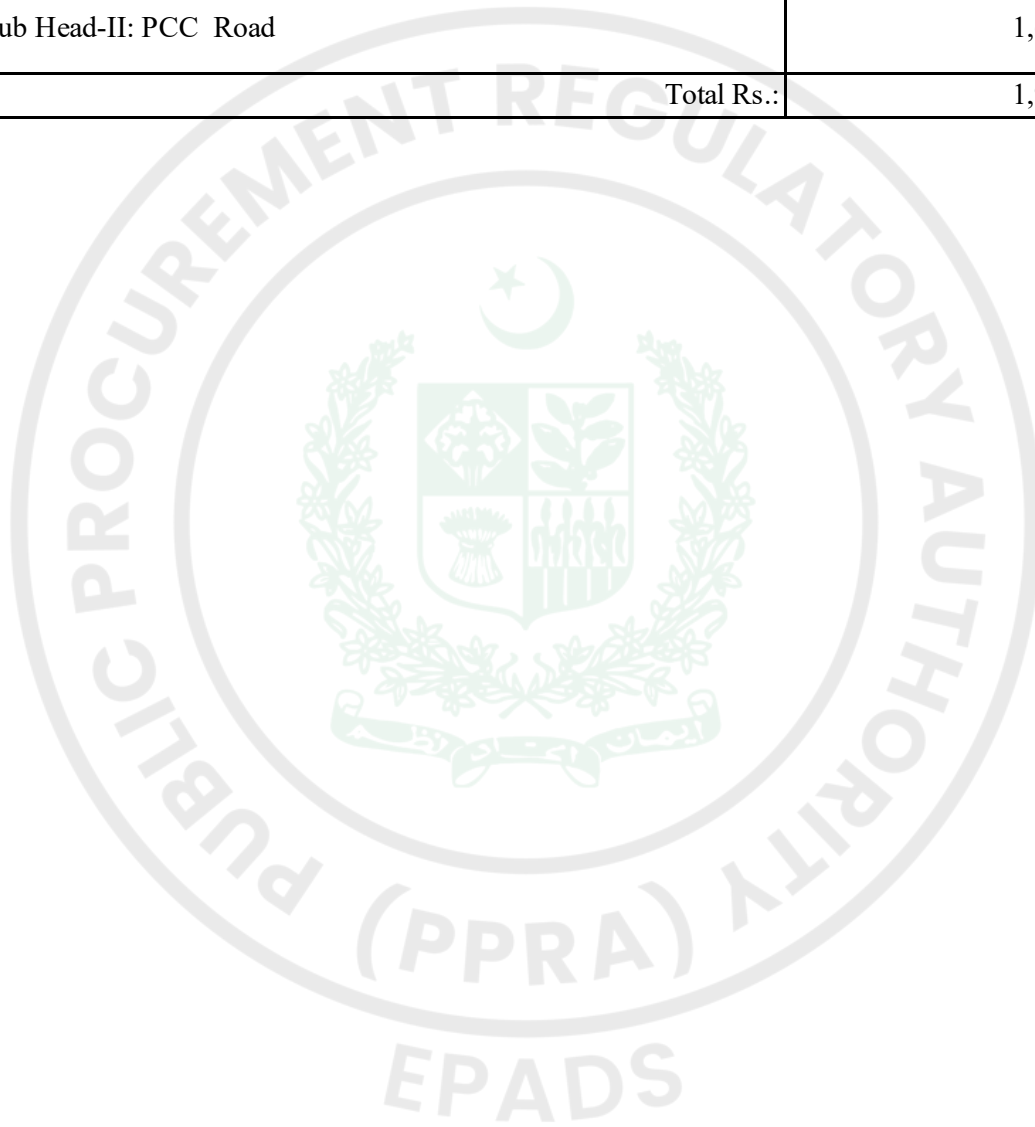 ub Head-II: PCC Road 1,
Total Rs.: 1,
PUBLIC PROCUREMENT REGULATORY AUTHORITY
(PPRA)
EPADS